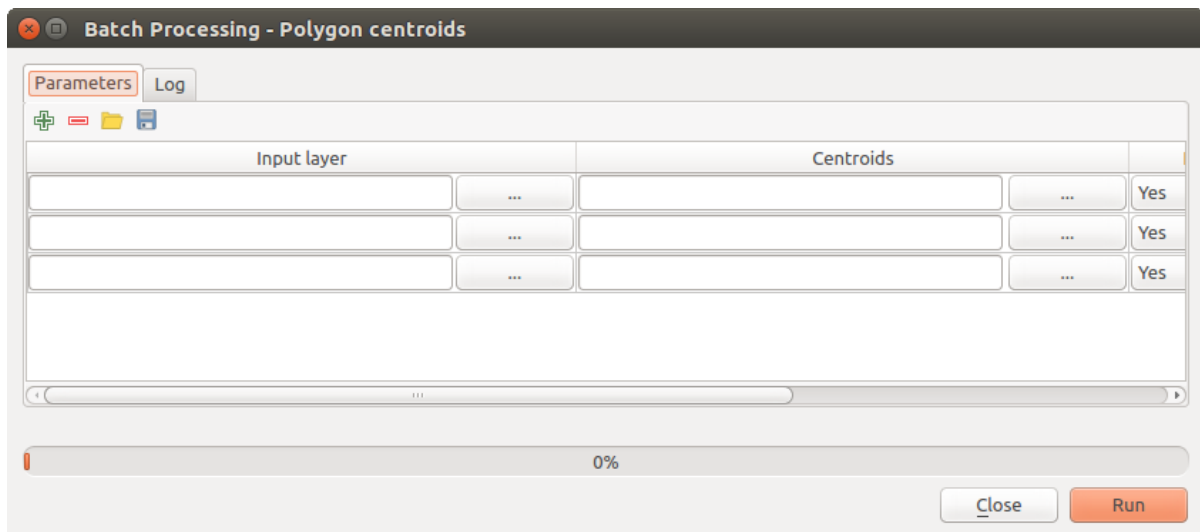 Batch Processing - Polygon centroids
Parameters Log
Input layer Centroids
... ... Yes
... ... Yes
... ... Yes
0%
Close Run